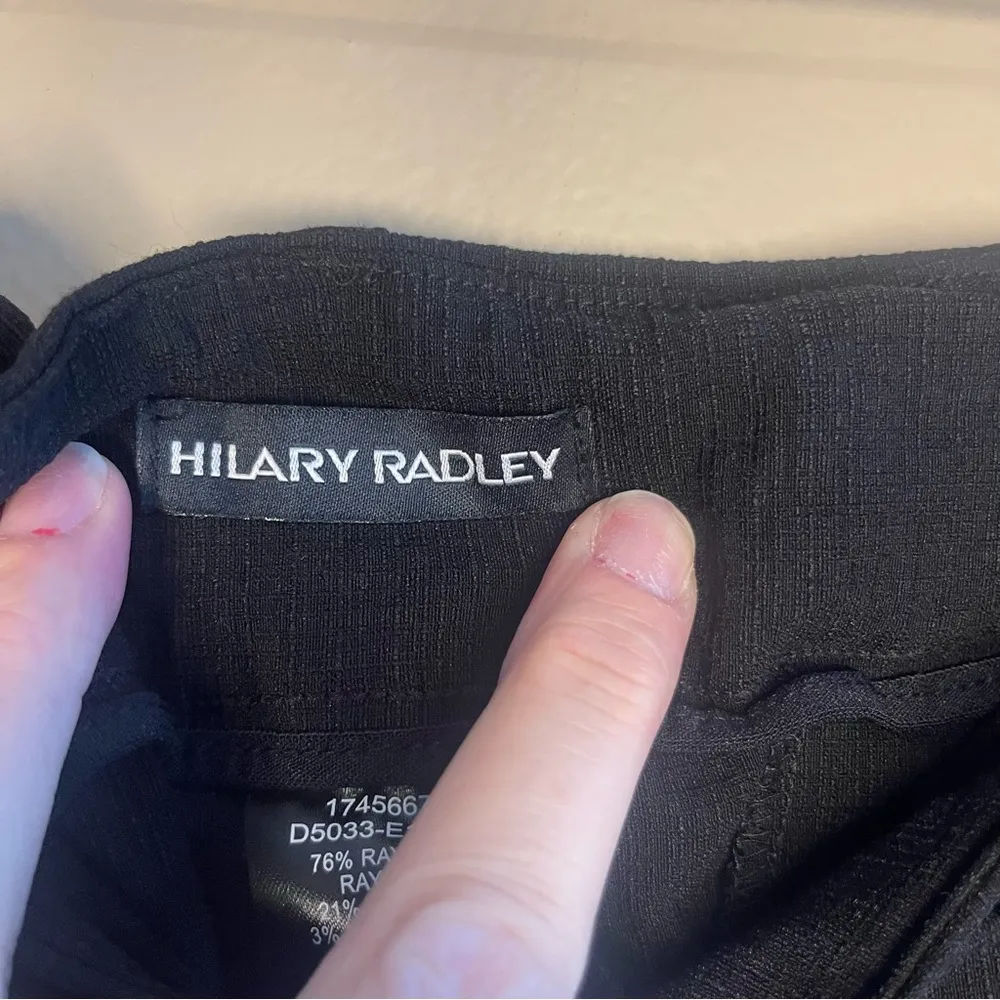 HILARY RADLEY
174566
D5033-E
76% RA
RAY
21%
3%